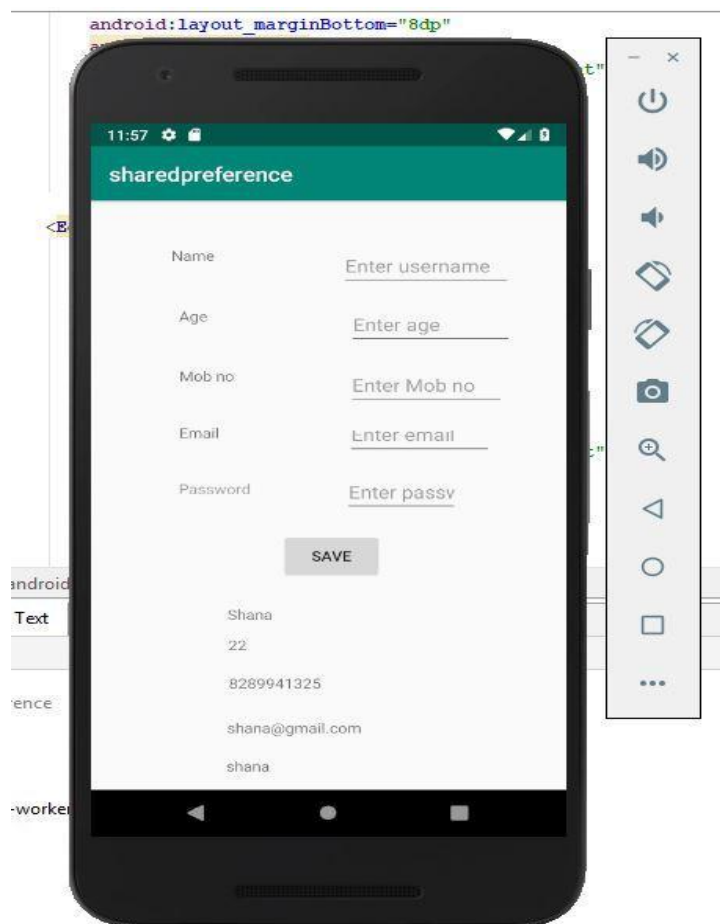 android:layout_marginBottom="8dp"
t"
11:57
sharedpreference
<E
Name
Enter username
Age
Enter age
Mob no
Enter Mob no
Email
Enter email
t"
Password
Enter passv
SAVE
android
Text
Shana
22
8289941325
ence
shana@gmail.com
shana
-worker